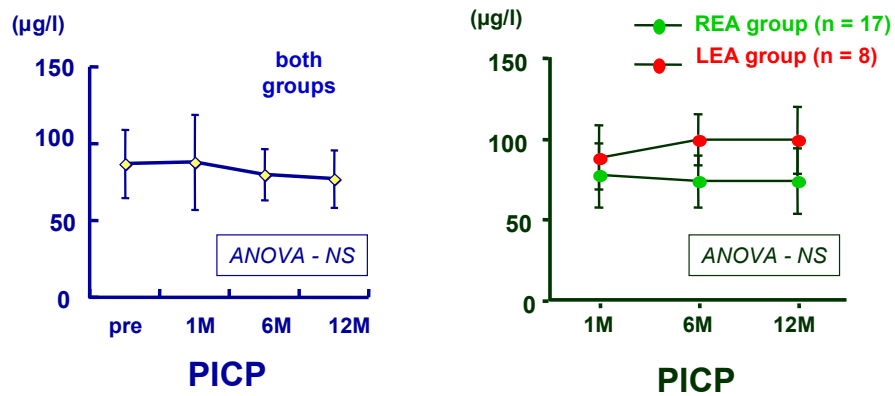 (µg/l)
150
100
50
0
both
groups
ANOVA - NS
pre 1M 6M 12M
PICP
(µg/l)
REA group (n = 17)
LEA group (n = 8)
150
100
50
0
ANOVA - NS
1M 6M 12M
PICP